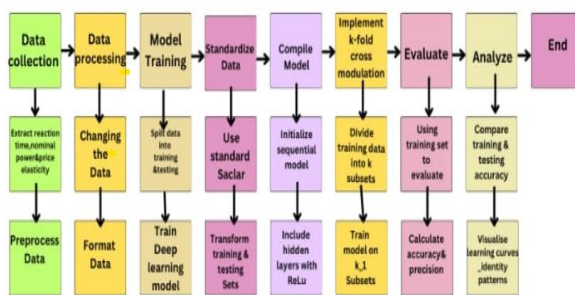 Data
collection
Data
processing
Model
Training
Standardize
Data
Compile
Model
Implement
k-fold
cross
modulation
Evaluate
Analyze
End
Extract reaction
time,nominal
power&price
elasticity
Changing
the
Data
Spilt data
into
training
&testing
Use
standard
Saclar
Initialize
sequential
model
Divide
training data
into k
subsets
Using
training set
to
evaluate
Compare
training &
testing
accuracy
Preprocess
Data
Format
Data
Train
Deep
learning
model
Transform
training &
testing
Sets
Include
hidden
layers with
ReLu
Train
model on
k_1
Subsets
Calculate
accuracy&
precision
Visualise
learning curves
_identity
patterns